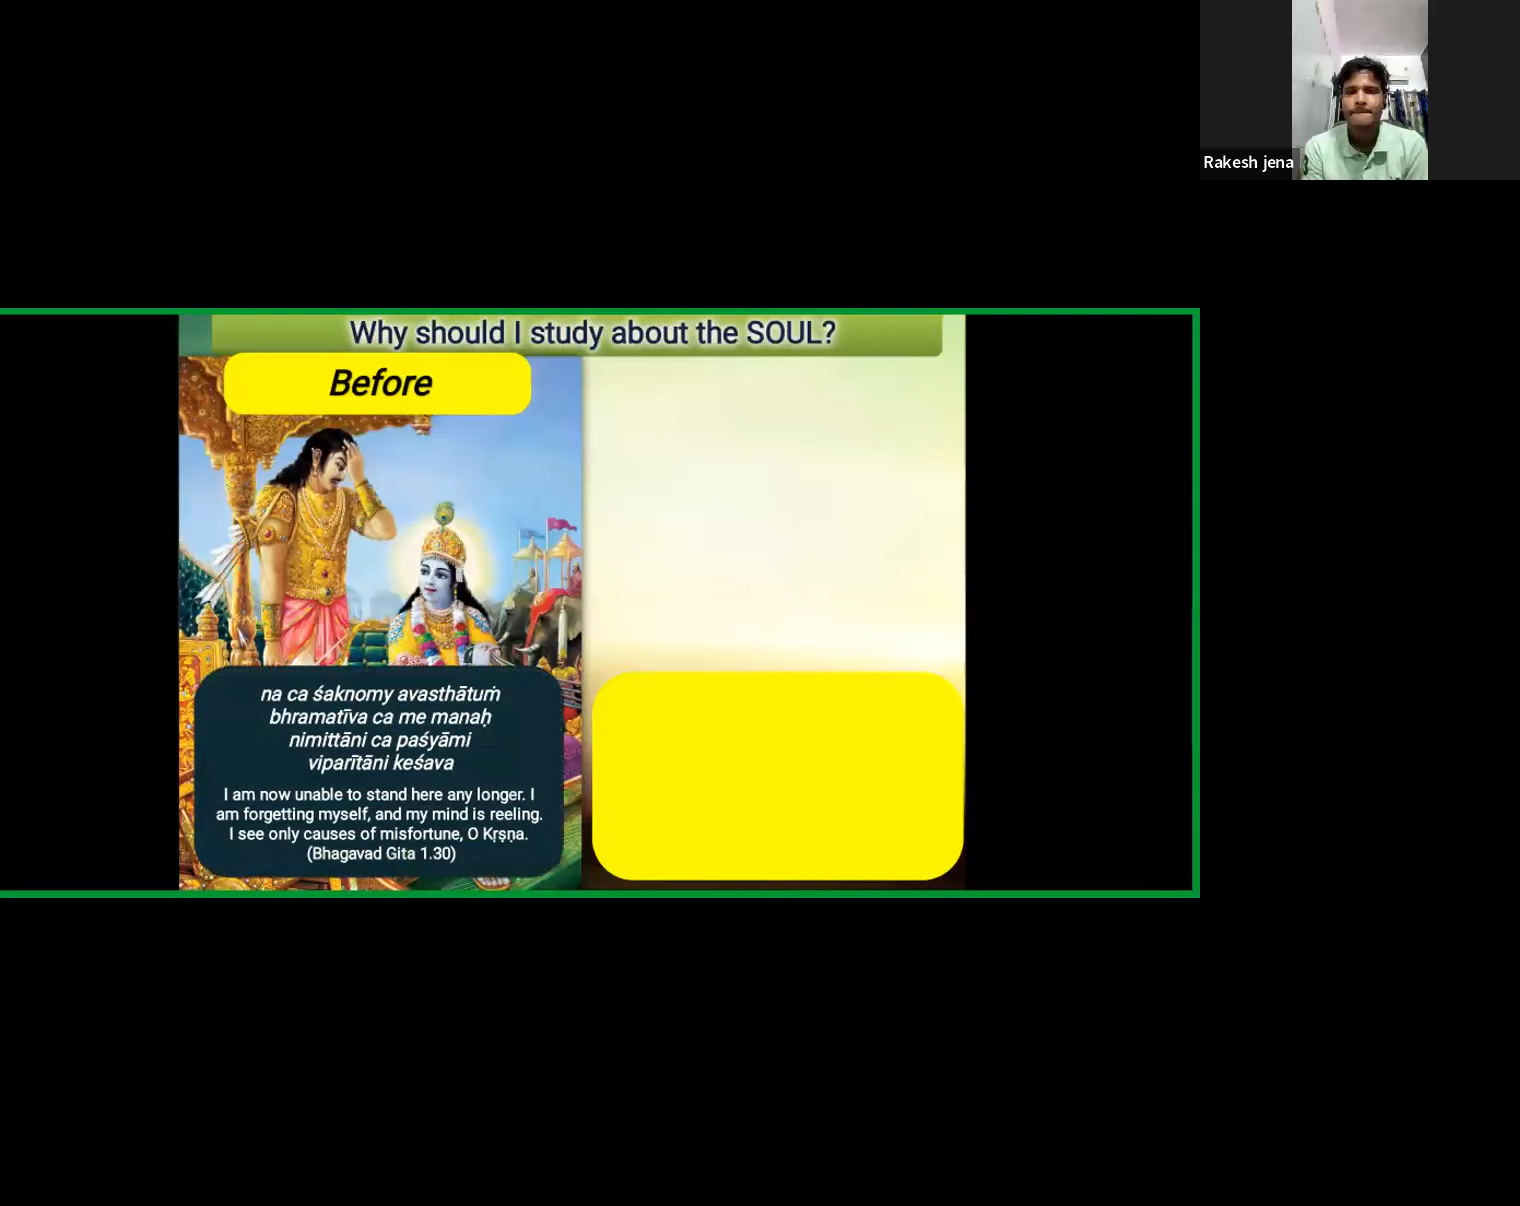 Rakesh jena
Why should I study about the SOUL?
Before
na ca śaknomy avasthātuṁ
bhramatīva ca me manaḥ
nimittāni ca paśyāmi
viparītāni keśava
I am now unable to stand here any longer. I
am forgetting myself, and my mind is reeling.
I see only causes of misfortune, O Kṛṣṇa.
(Bhagavad Gita 1.30)